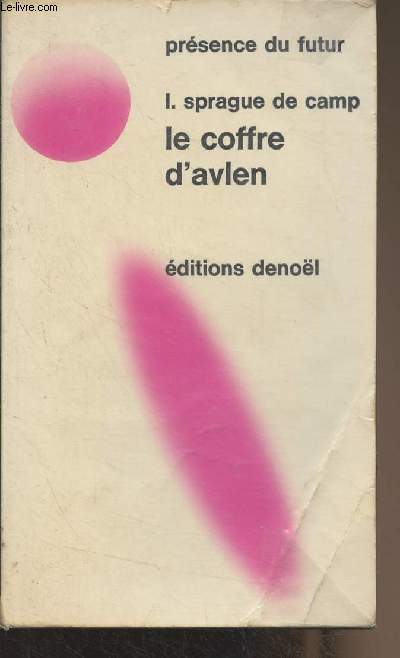 Le-livre.com
présence du futur
l. sprague de camp
le coffre
d'avlen
éditions denoël